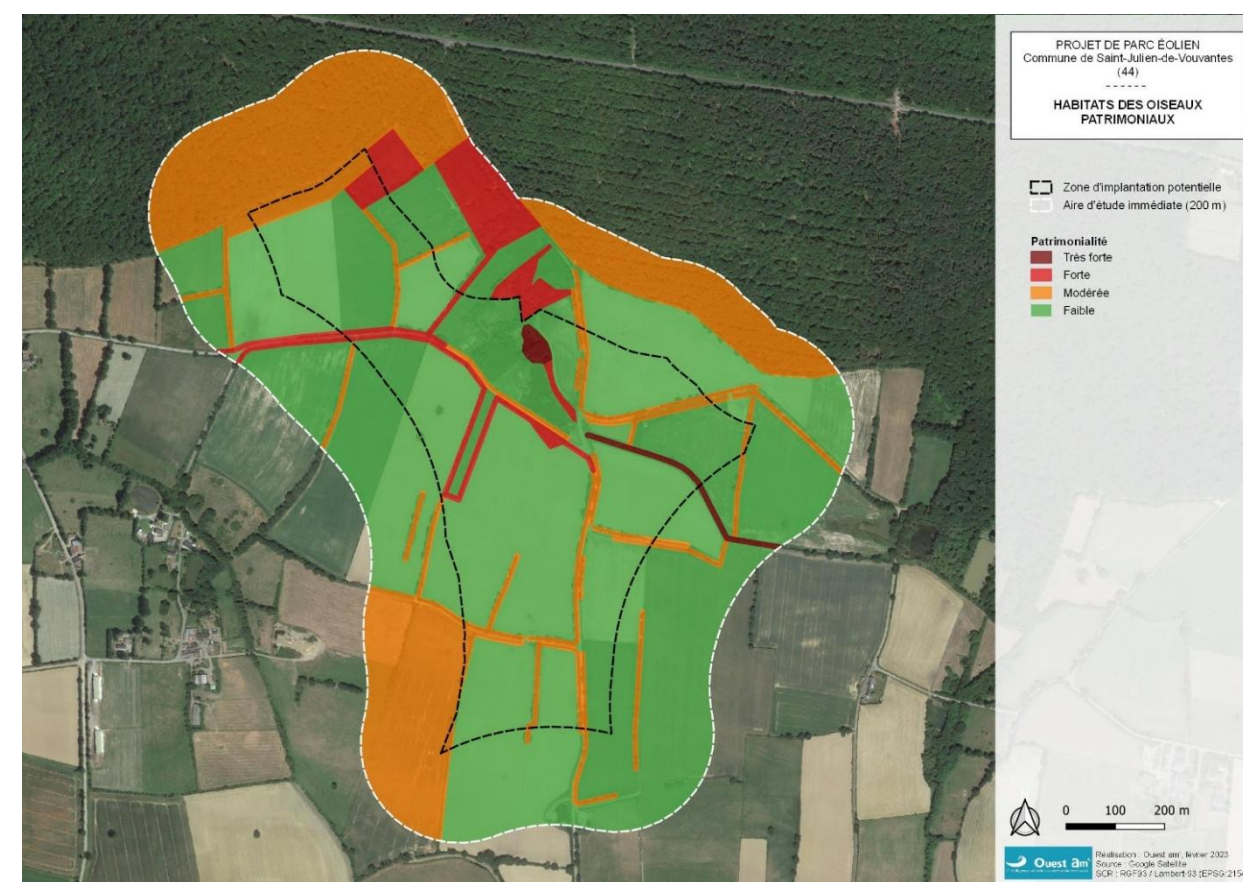 PROJET DE PARC ÉOLIEN
Commune de Saint-Julien-de-Vouvantes
(44)
------
HABITATS DES OISEAUX
PATRIMONIAUX
Zone d'implantation potentielle
Aire d'étude immédiate (200 m)
Patrimonialité
Très forte
Forte
Modérée
Faible
0 100 200 m
Ouest am'
Réalisation : Ouest am', février 2023
Source : Google Satellite
SCR : RGF93 / Lambert-93 (EPSG:2154